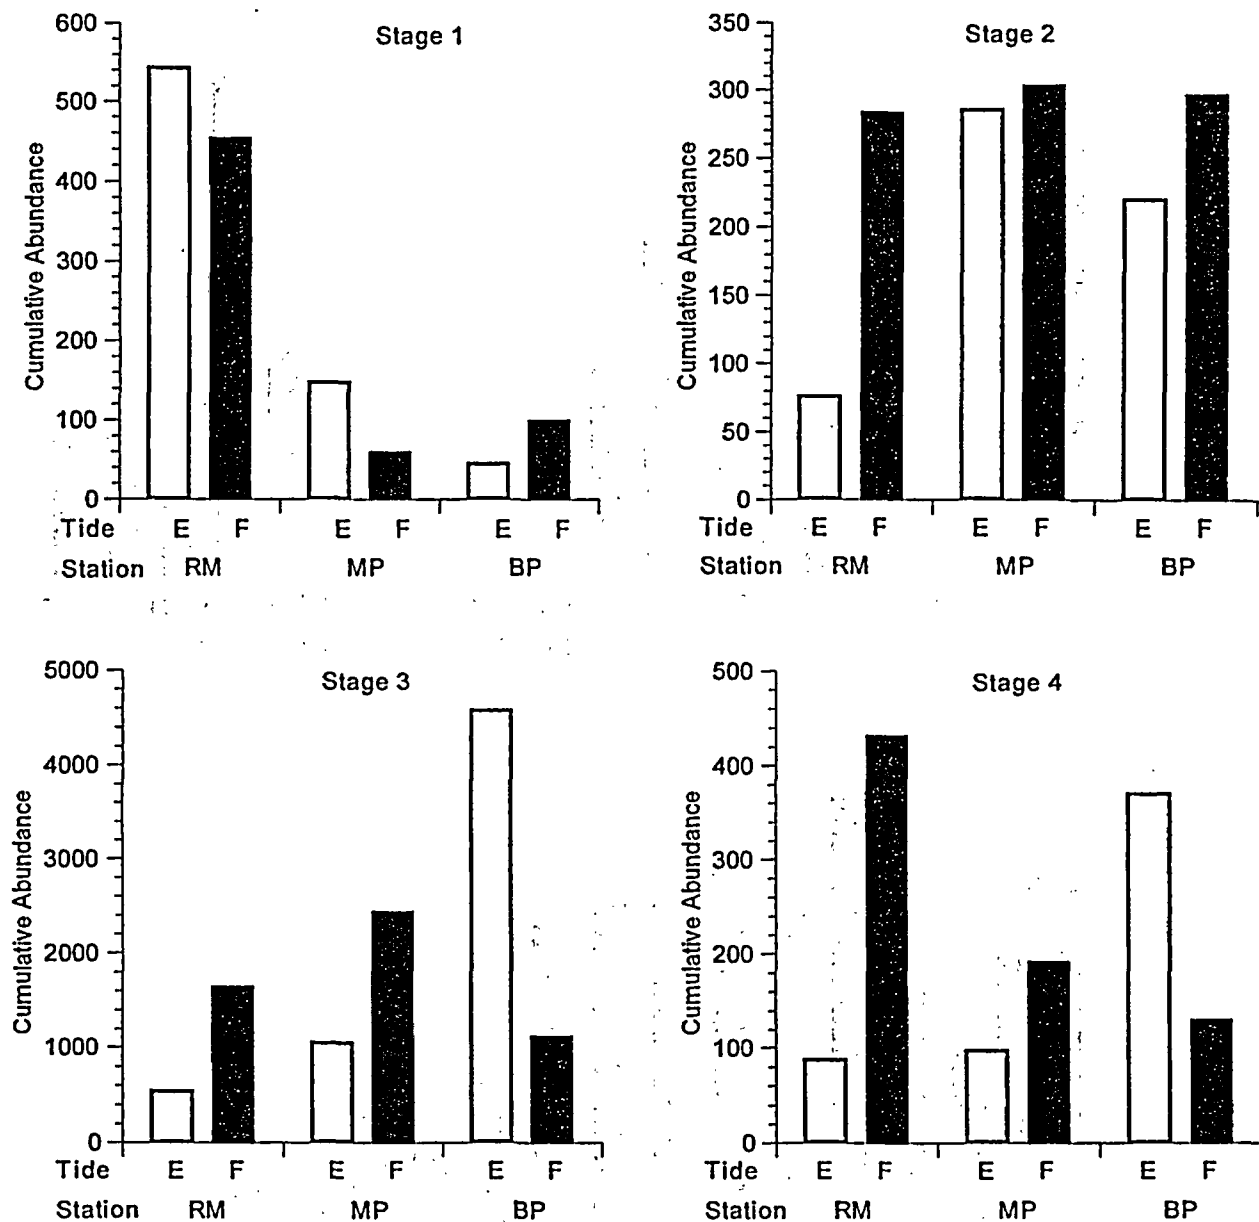 Stage 1
600
500
400
300
200
100
0
Cumulative Abundance
Tide E F E F E F
Station RM MP BP
Stage 2
350
300
250
200
150
100
50
0
Cumulative Abundance
Tide E F E F E F
Station RM MP BP
Stage 3
5000
4000
3000
2000
1000
0
Cumulative Abundance
Tide E F E F E F
Station RM MP BP
Stage 4
500
400
300
200
100
0
Cumulative Abundance
Tide E F E F E F
Station RM MP BP